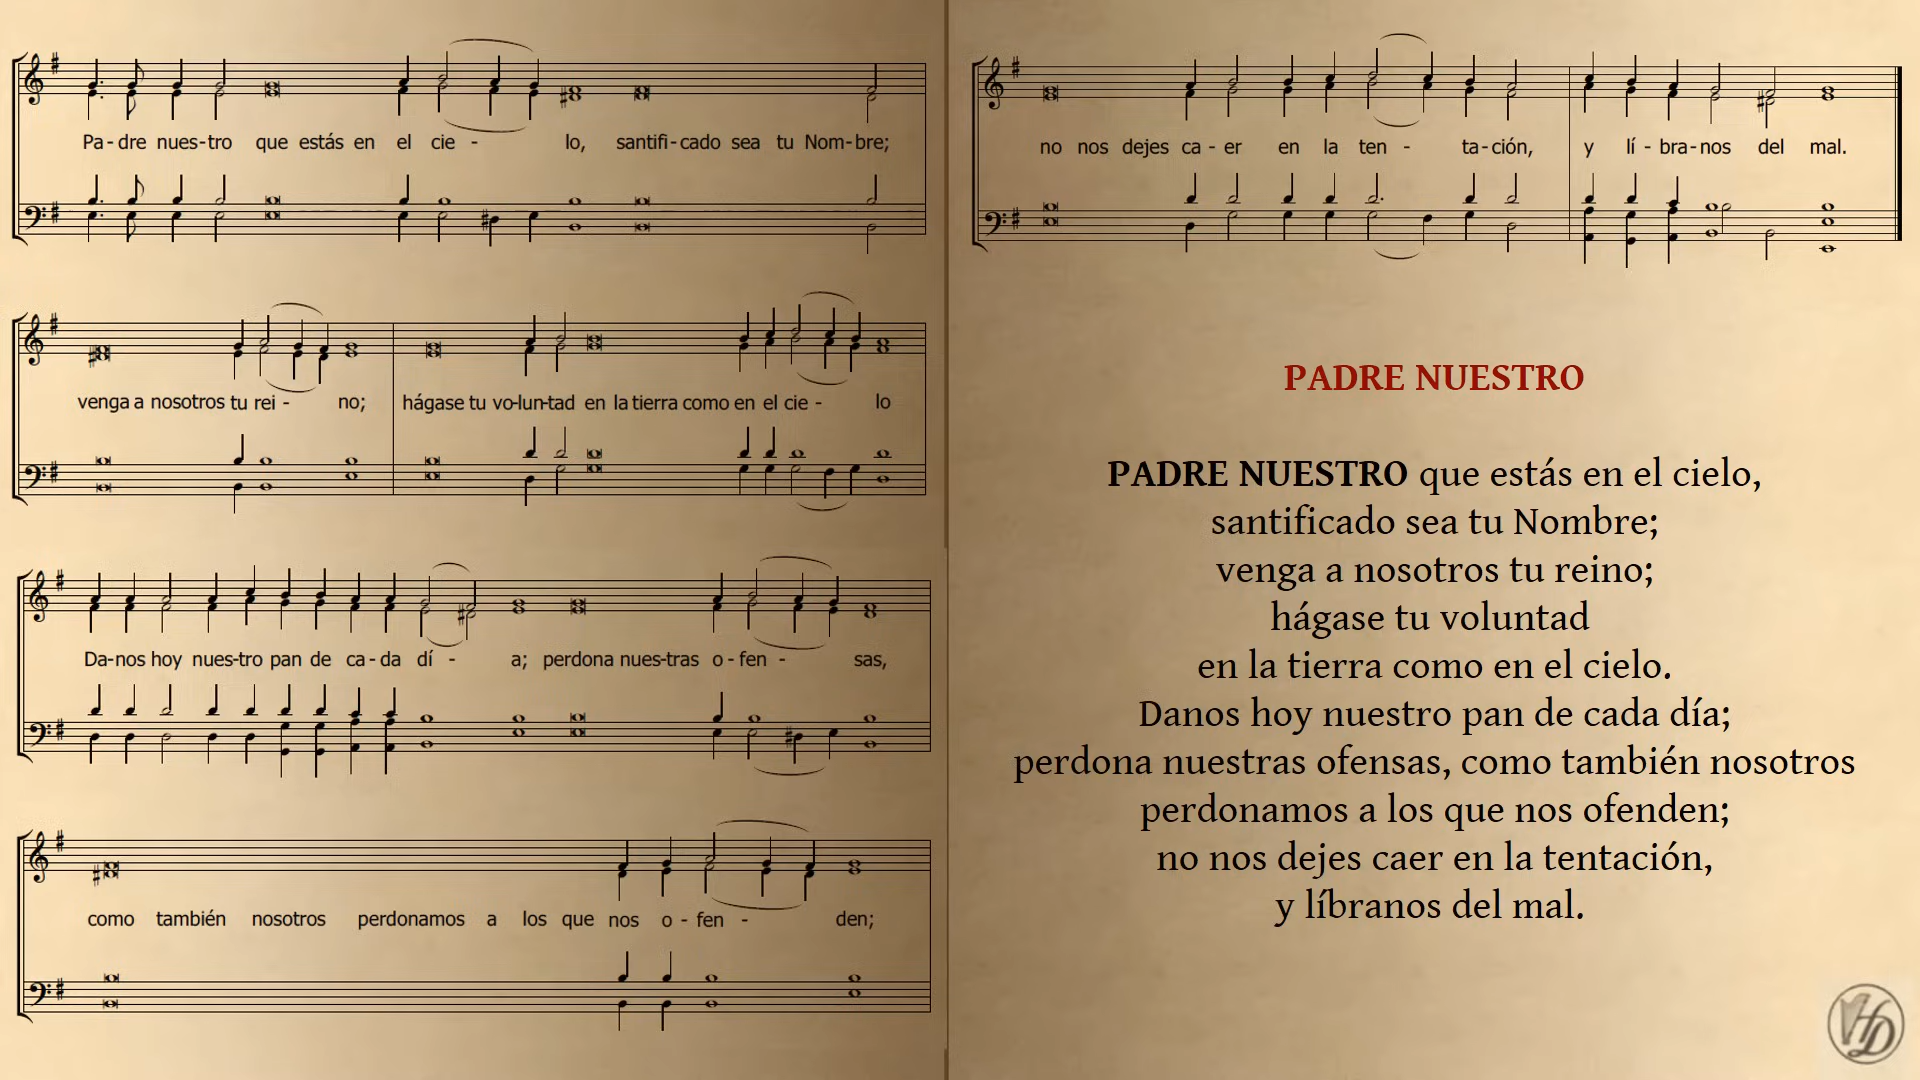 Pa-dre nues-tro que estás en el cie - lo, santifi-cado sea tu Nom-bre;
venga a nosotros tu rei - no; hágase tu vo-lun-tad en la tierra como en el cie - lo
Da-nos hoy nues-tro pan de ca-da dí - a; perdona nues-tras o-fen - sas,
como también nosotros perdonamos a los que nos o-fen - den;
no nos dejes ca-er en la ten - ta-ción, y lí-bra-nos del mal.
PADRE NUESTRO
PADRE NUESTRO que estás en el cielo,
santificado sea tu Nombre;
venga a nosotros tu reino;
hágase tu voluntad
en la tierra como en el cielo.
Danos hoy nuestro pan de cada día;
perdona nuestras ofensas, como también nosotros
perdonamos a los que nos ofenden;
no nos dejes caer en la tentación,
y líbranos del mal.
HD